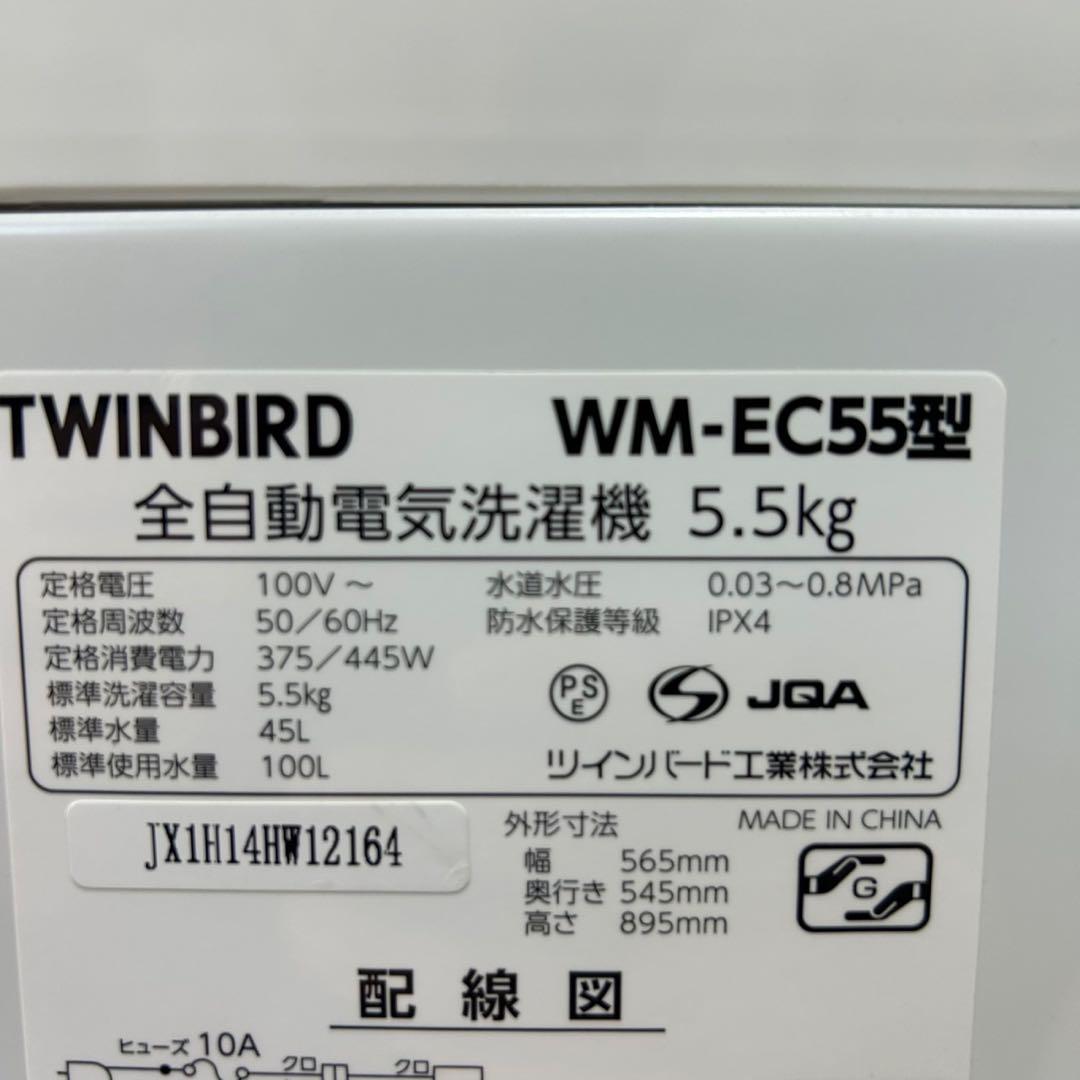 TWINBIRD WM-EC55型
全自動電気洗濯機 5.5kg
定格電圧 100V～
定格周波数 50／60Hz
定格消費電力 375／445W
標準洗濯容量 5.5kg
標準水量 45L
標準使用水量 100L
水道水圧 0.03～0.8MPa
防水保護等級 IPX4
PSE
S JQA
ツインバード工業株式会社
JX1H14HW12164
外形寸法
幅 565mm
奥行き 545mm
高さ 895mm
MADE IN CHINA
G
配線図
ヒューズ 10A
クロ クロ